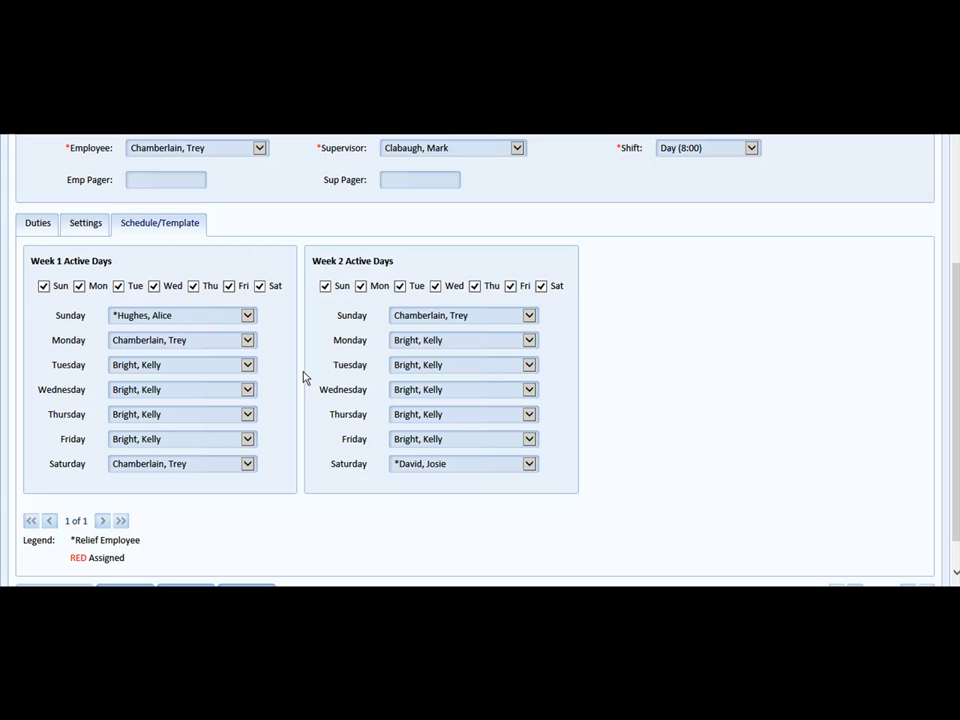 *Employee: Chamberlain, Trey *Supervisor: Clabaugh, Mark *Shift: Day (8:00)
Emp Pager: Sup Pager:
Duties Settings Schedule/Template
Week 1 Active Days Week 2 Active Days
Sun Mon Tue Wed Thu Fri Sat Sun Mon Tue Wed Thu Fri Sat
Sunday *Hughes, Alice Sunday Chamberlain, Trey
Monday Chamberlain, Trey Monday Bright, Kelly
Tuesday Bright, Kelly Tuesday Bright, Kelly
Wednesday Bright, Kelly Wednesday Bright, Kelly
Thursday Bright, Kelly Thursday Bright, Kelly
Friday Bright, Kelly Friday Bright, Kelly
Saturday Chamberlain, Trey Saturday *David, Josie
1 of 1
Legend: *Relief Employee
RED Assigned